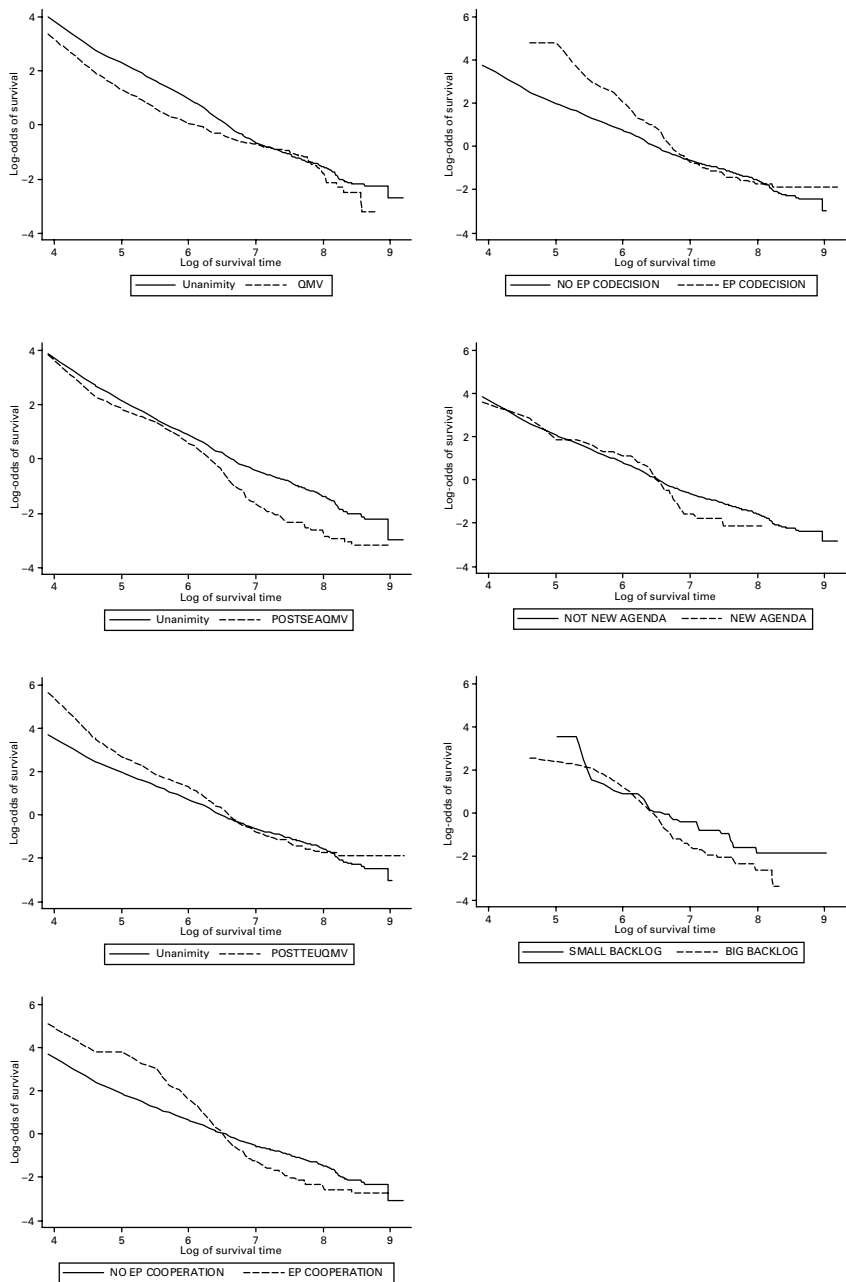 4
2
0
−2
−4
Log-odds of survival
4 5 6 7 8 9
Log of survival time
Unanimity QMV
6
4
2
0
−2
−4
Log-odds of survival
4 5 6 7 8 9
Log of survival time
NO EP CODECISION EP CODECISION
4
2
0
−2
−4
Log-odds of survival
4 5 6 7 8 9
Log of survival time
Unanimity POSTSEAQMV
6
4
2
0
−2
−4
Log-odds of survival
4 5 6 7 8 9
Log of survival time
NOT NEW AGENDA NEW AGENDA
6
4
2
0
−2
−4
Log-odds of survival
4 5 6 7 8 9
Log of survival time
Unanimity POSTTEUQMV
6
4
2
0
−2
−4
Log-odds of survival
4 5 6 7 8 9
Log of survival time
SMALL BACKLOG BIG BACKLOG
6
4
2
0
−2
−4
Log-odds of survival
4 5 6 7 8 9
Log of survival time
NO EP COOPERATION EP COOPERATION